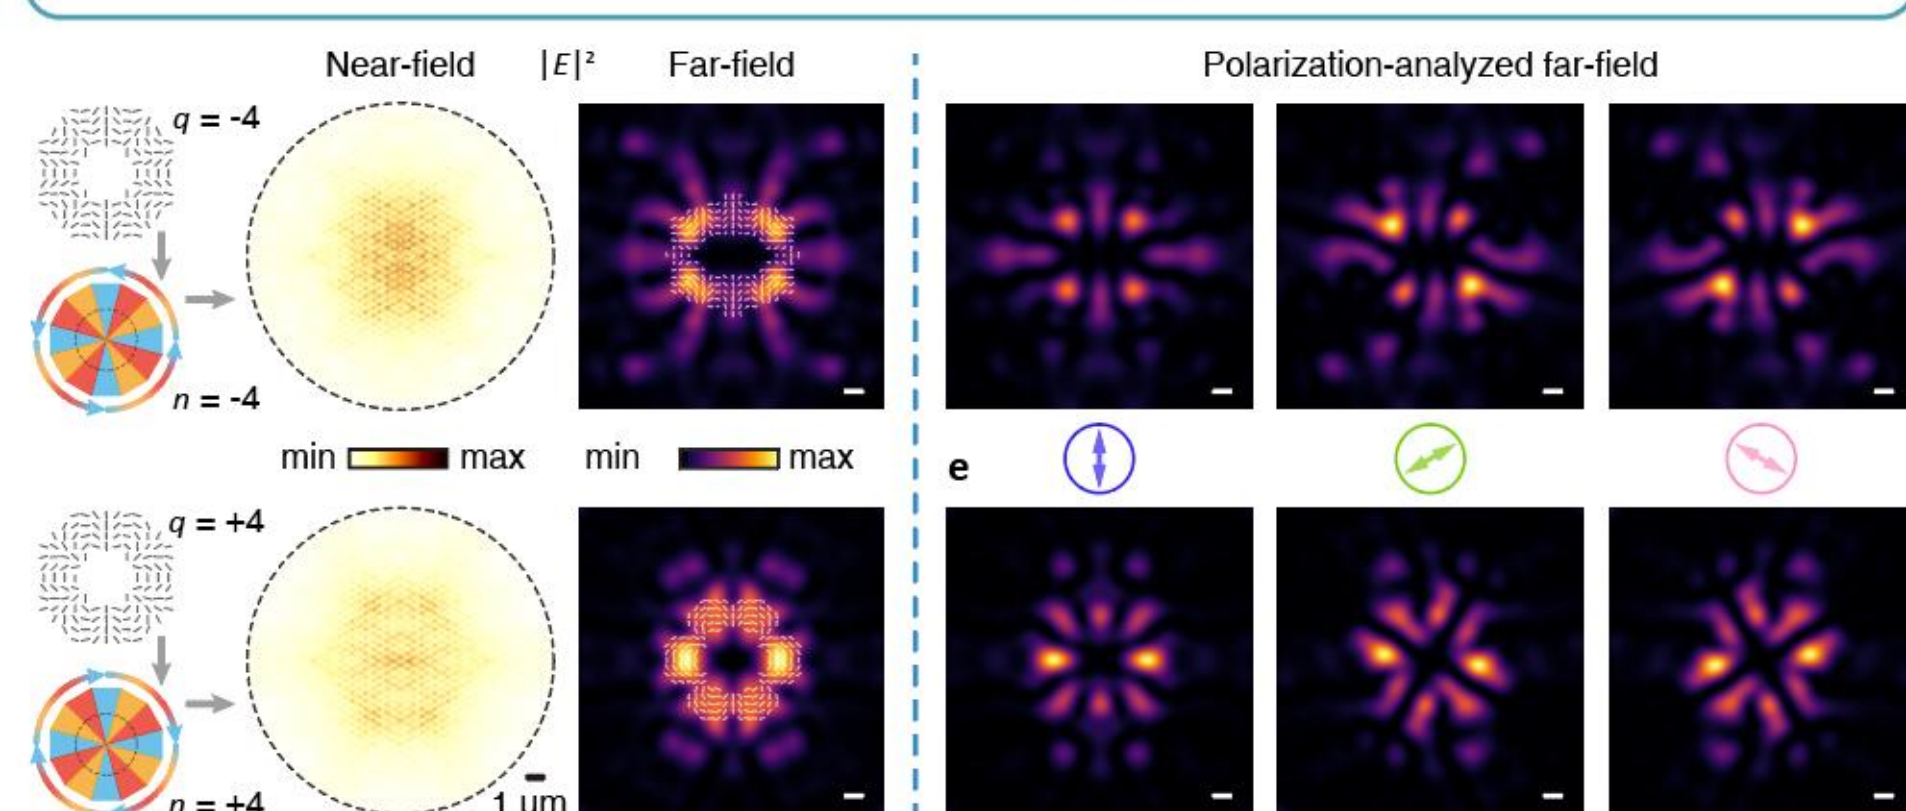 Near-field |E|² Far-field Polarization-analyzed far-field
q = -4
n = -4
min max min max e
q = +4
n = +4
1 µm